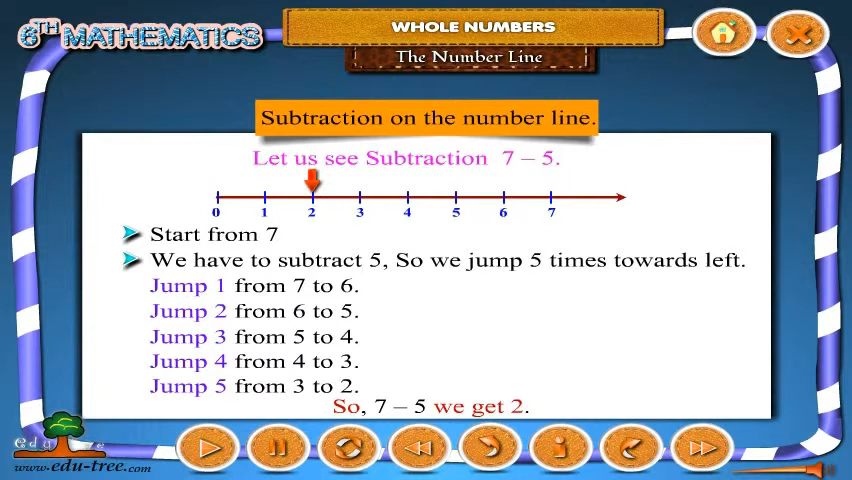 6TH MATHEMATICS
WHOLE NUMBERS
The Number Line
Subtraction on the number line.
Let us see Subtraction 7 – 5.
0 1 2 3 4 5 6 7
Start from 7
We have to subtract 5, So we jump 5 times towards left.
Jump 1 from 7 to 6.
Jump 2 from 6 to 5.
Jump 3 from 5 to 4.
Jump 4 from 4 to 3.
Jump 5 from 3 to 2.
So, 7 – 5 we get 2.
www.edu-tree.com